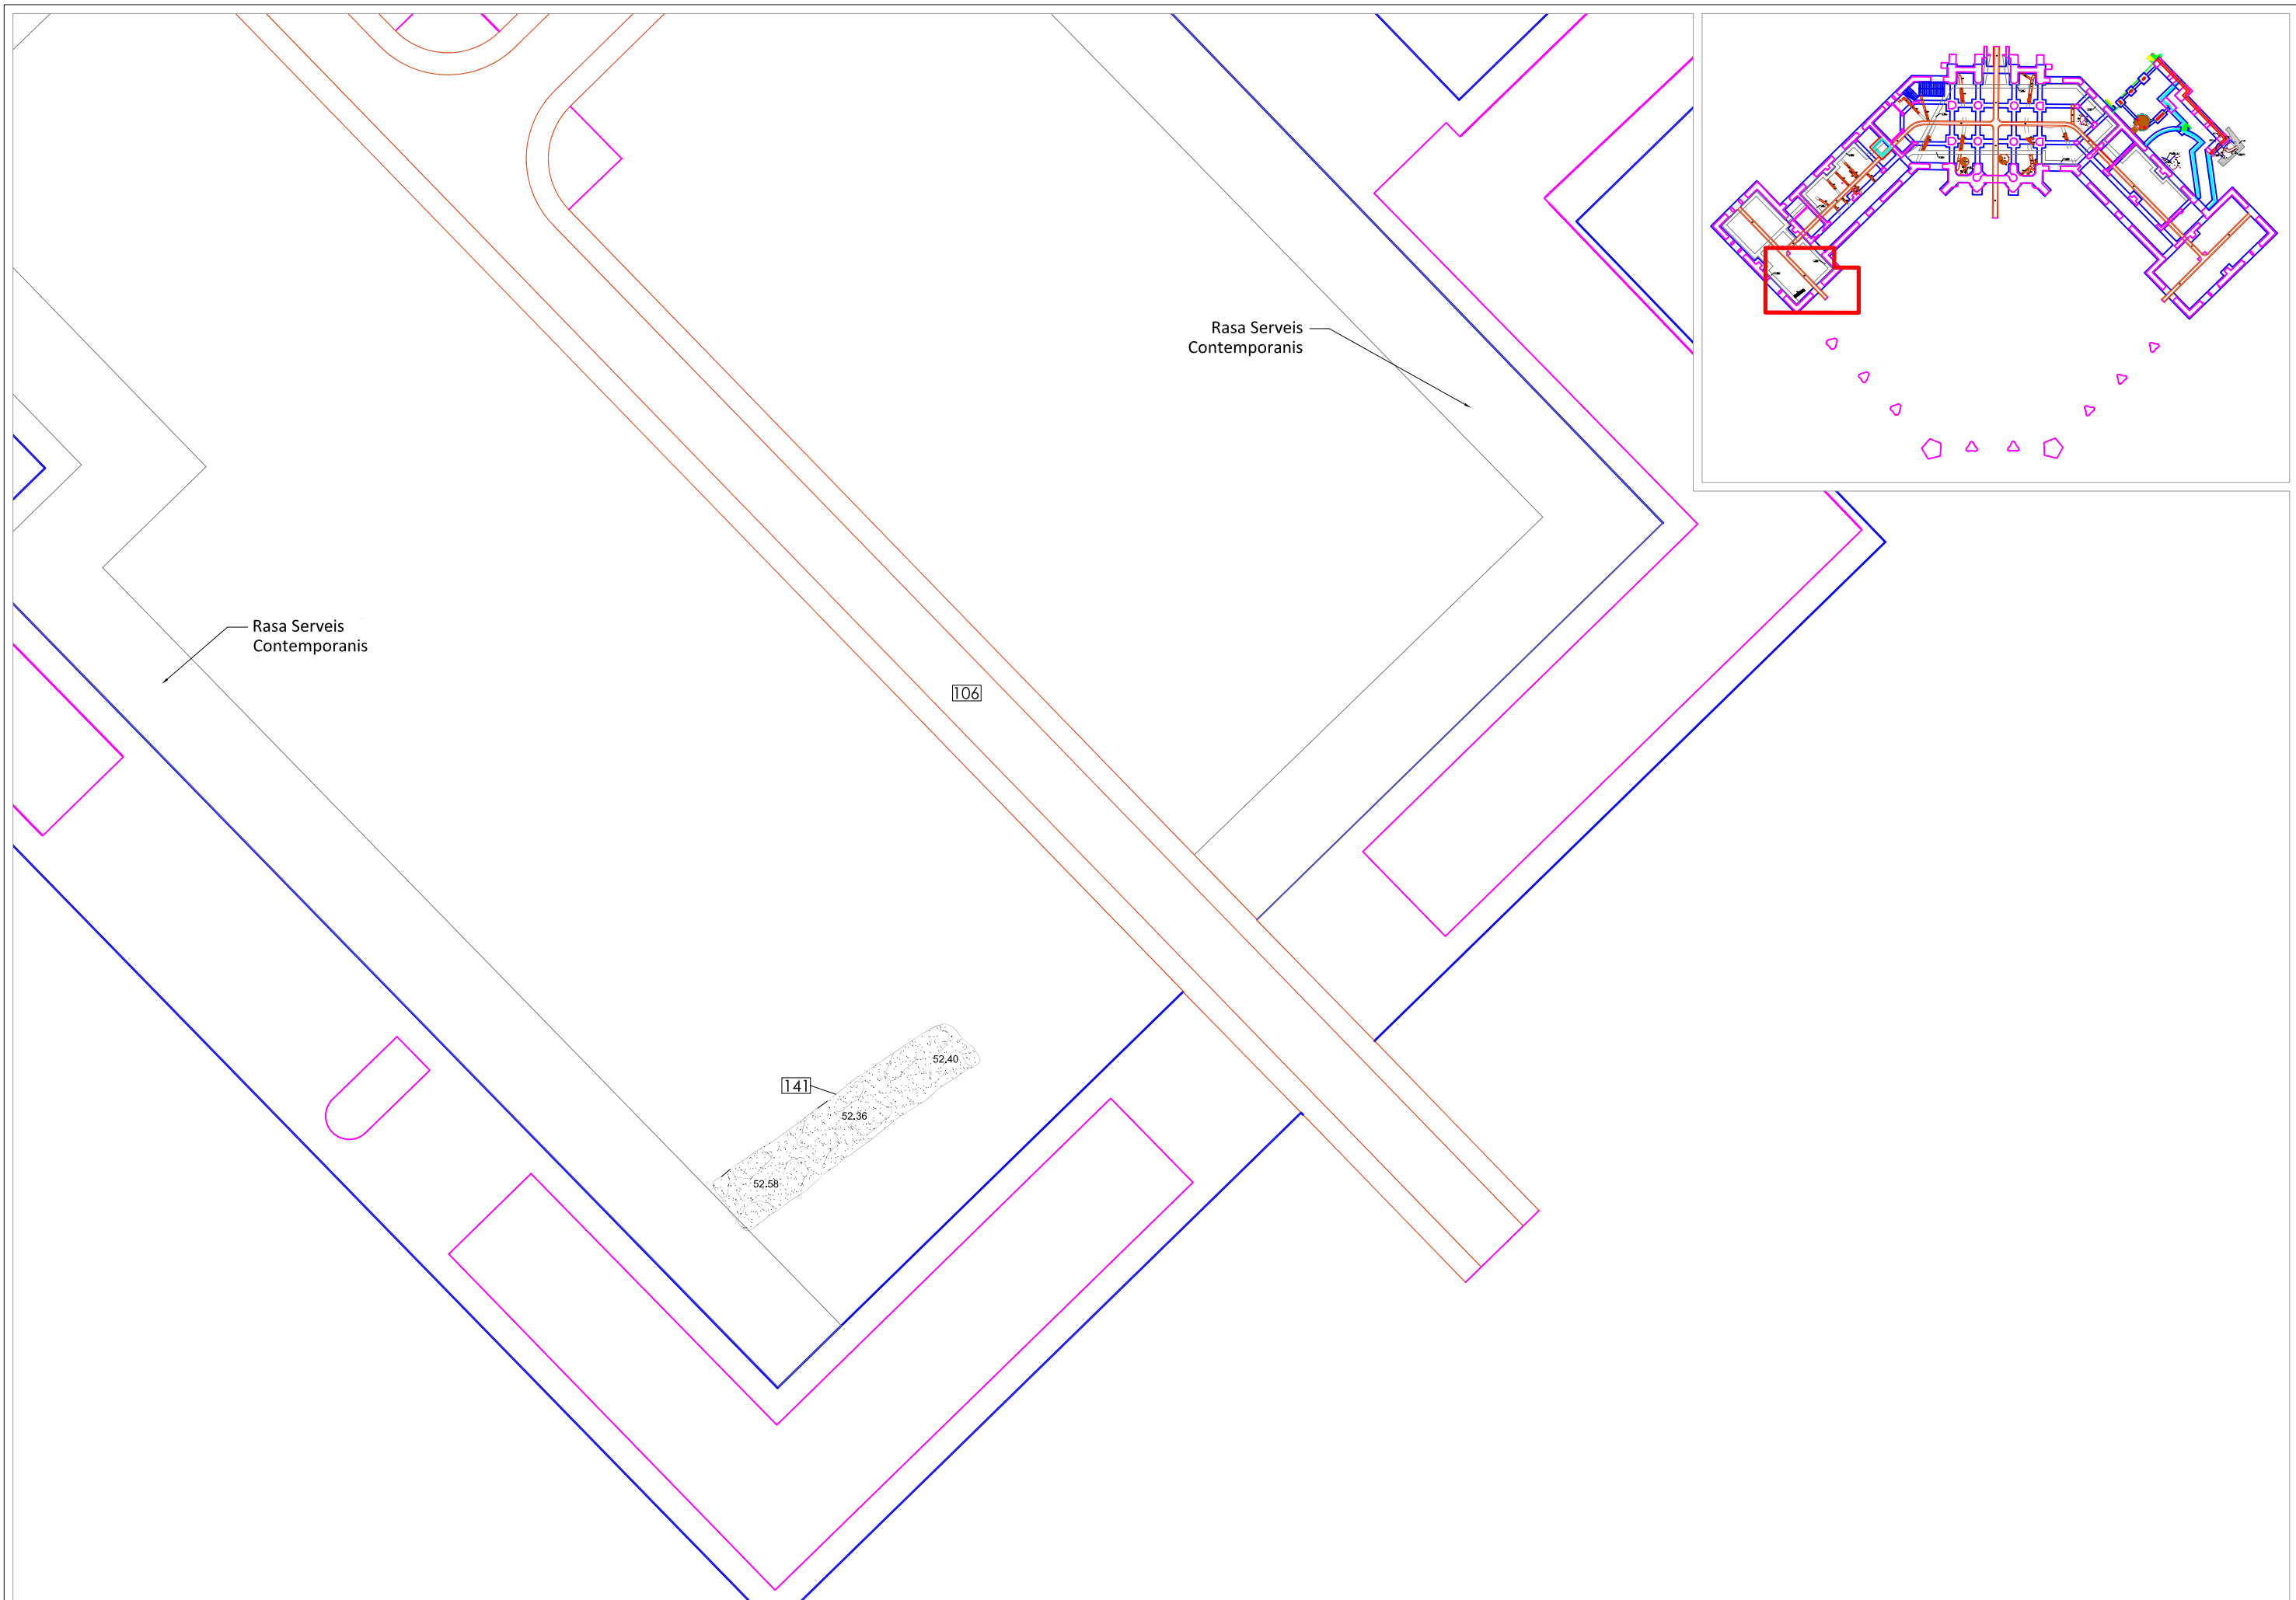 Rasa Serveis
Contemporanis
Rasa Serveis
Contemporanis
106
52.40
141
52.36
52.58